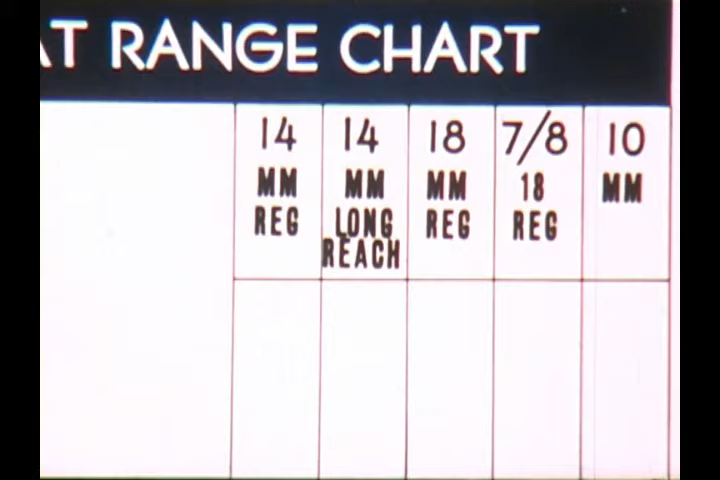 AT RANGE CHART
14 14 18 7/8 10
MM MM MM 18 MM
REG LONG REG REG
REACH